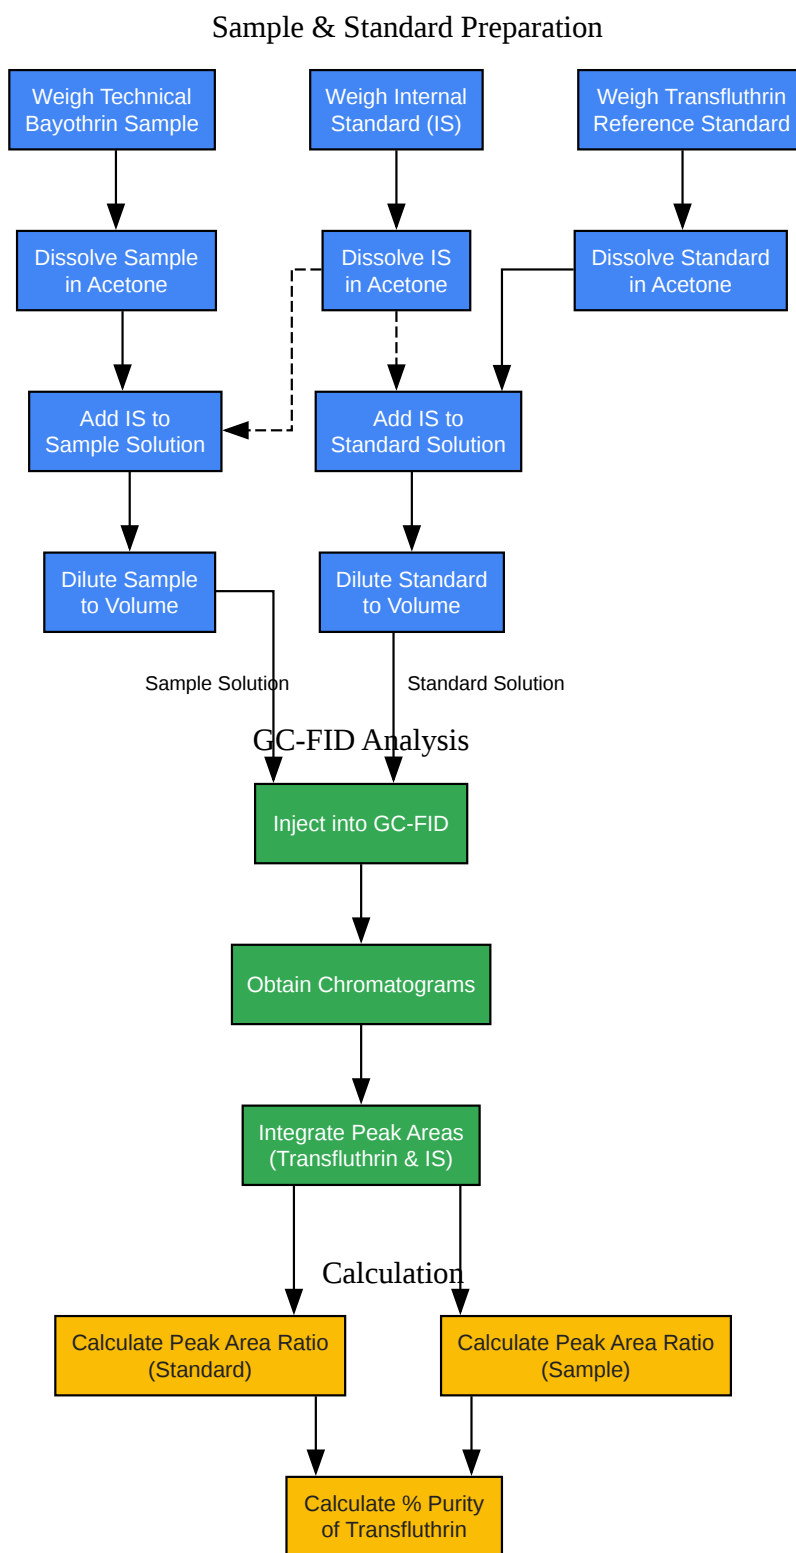 Sample & Standard Preparation
Weigh Technical
Bayothrin Sample
Weigh Internal
Standard (IS)
Weigh Transfluthrin
Reference Standard
Dissolve Sample
in Acetone
Dissolve IS
in Acetone
Dissolve Standard
in Acetone
Add IS to
Sample Solution
Add IS to
Standard Solution
Dilute Sample
to Volume
Dilute Standard
to Volume
Sample Solution
Standard Solution
GC-FID Analysis
Inject into GC-FID
Obtain Chromatograms
Integrate Peak Areas
(Transfluthrin & IS)
Calculation
Calculate Peak Area Ratio
(Standard)
Calculate Peak Area Ratio
(Sample)
Calculate % Purity
of Transfluthrin